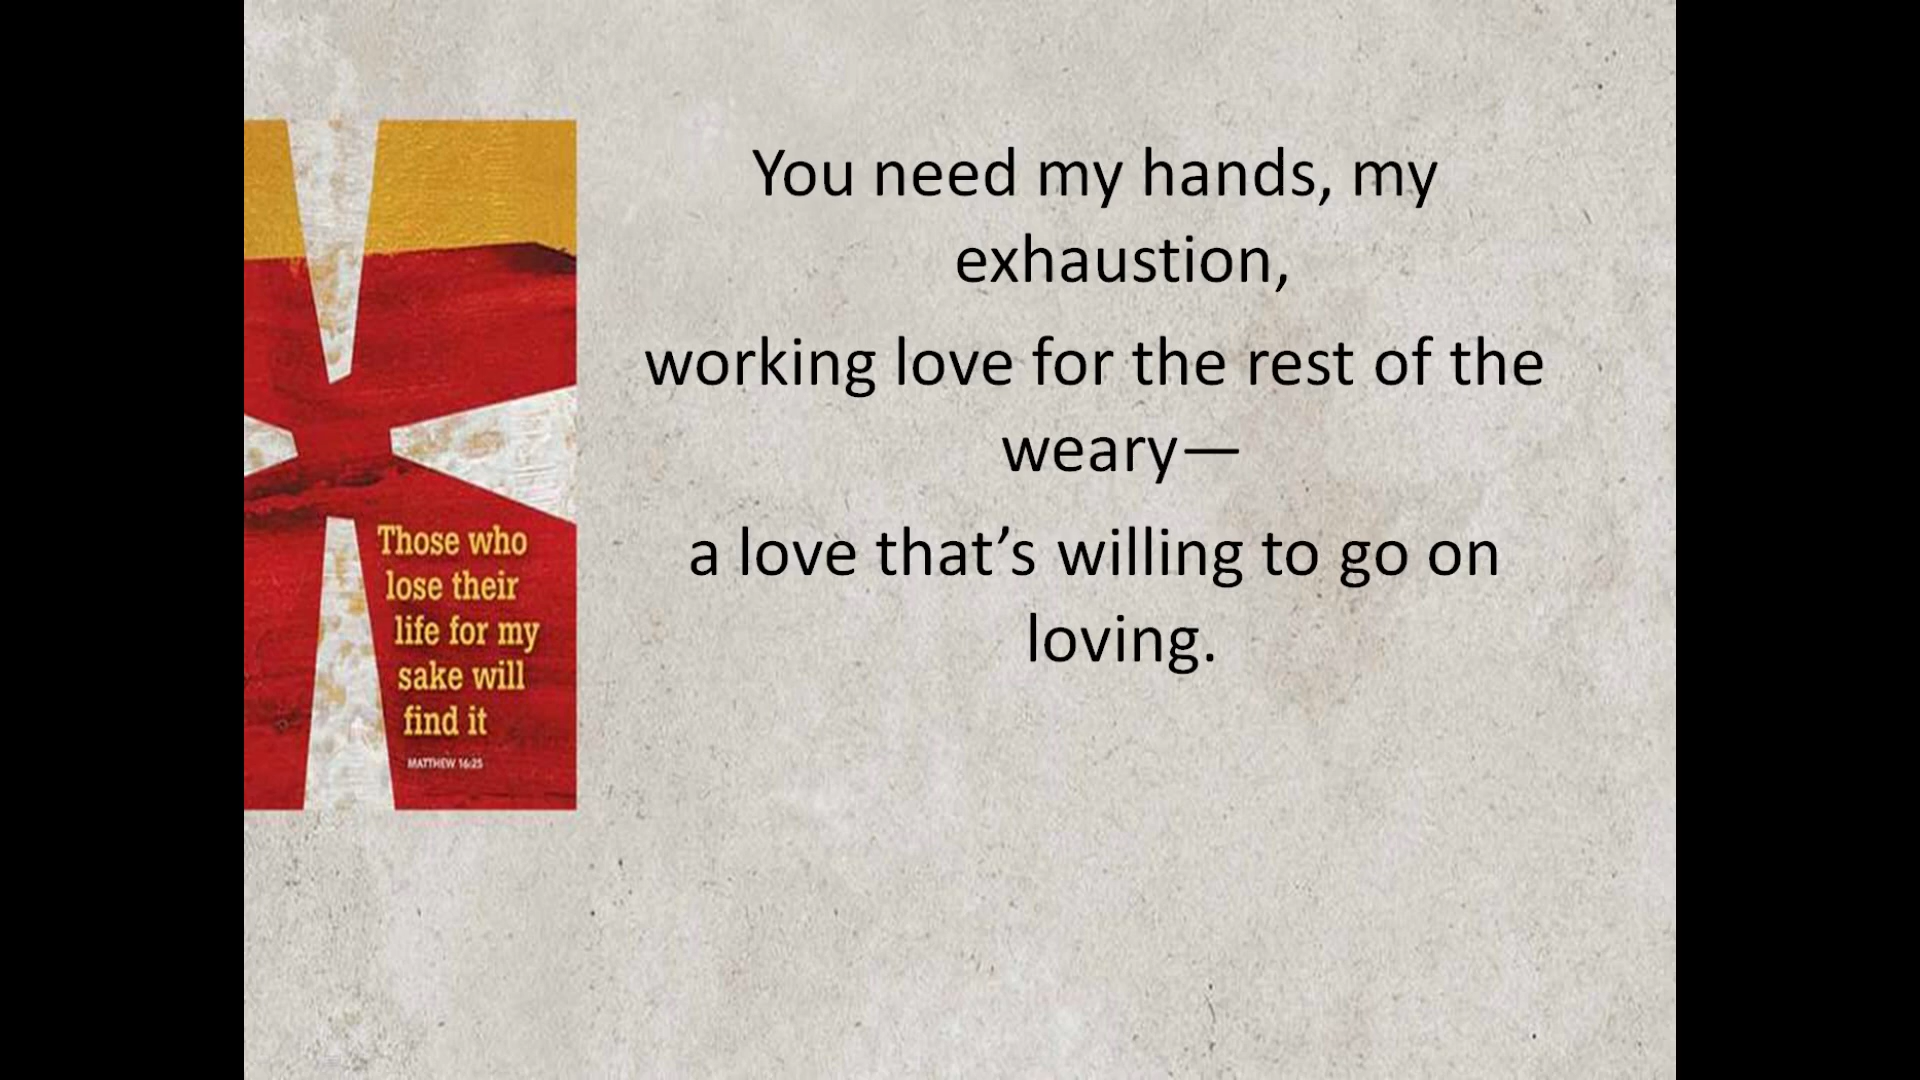 You need my hands, my
exhaustion,
working love for the rest of the
weary—
a love that’s willing to go on
loving.
Those who
lose their
life for my
sake will
find it
MATTHEW 16:25